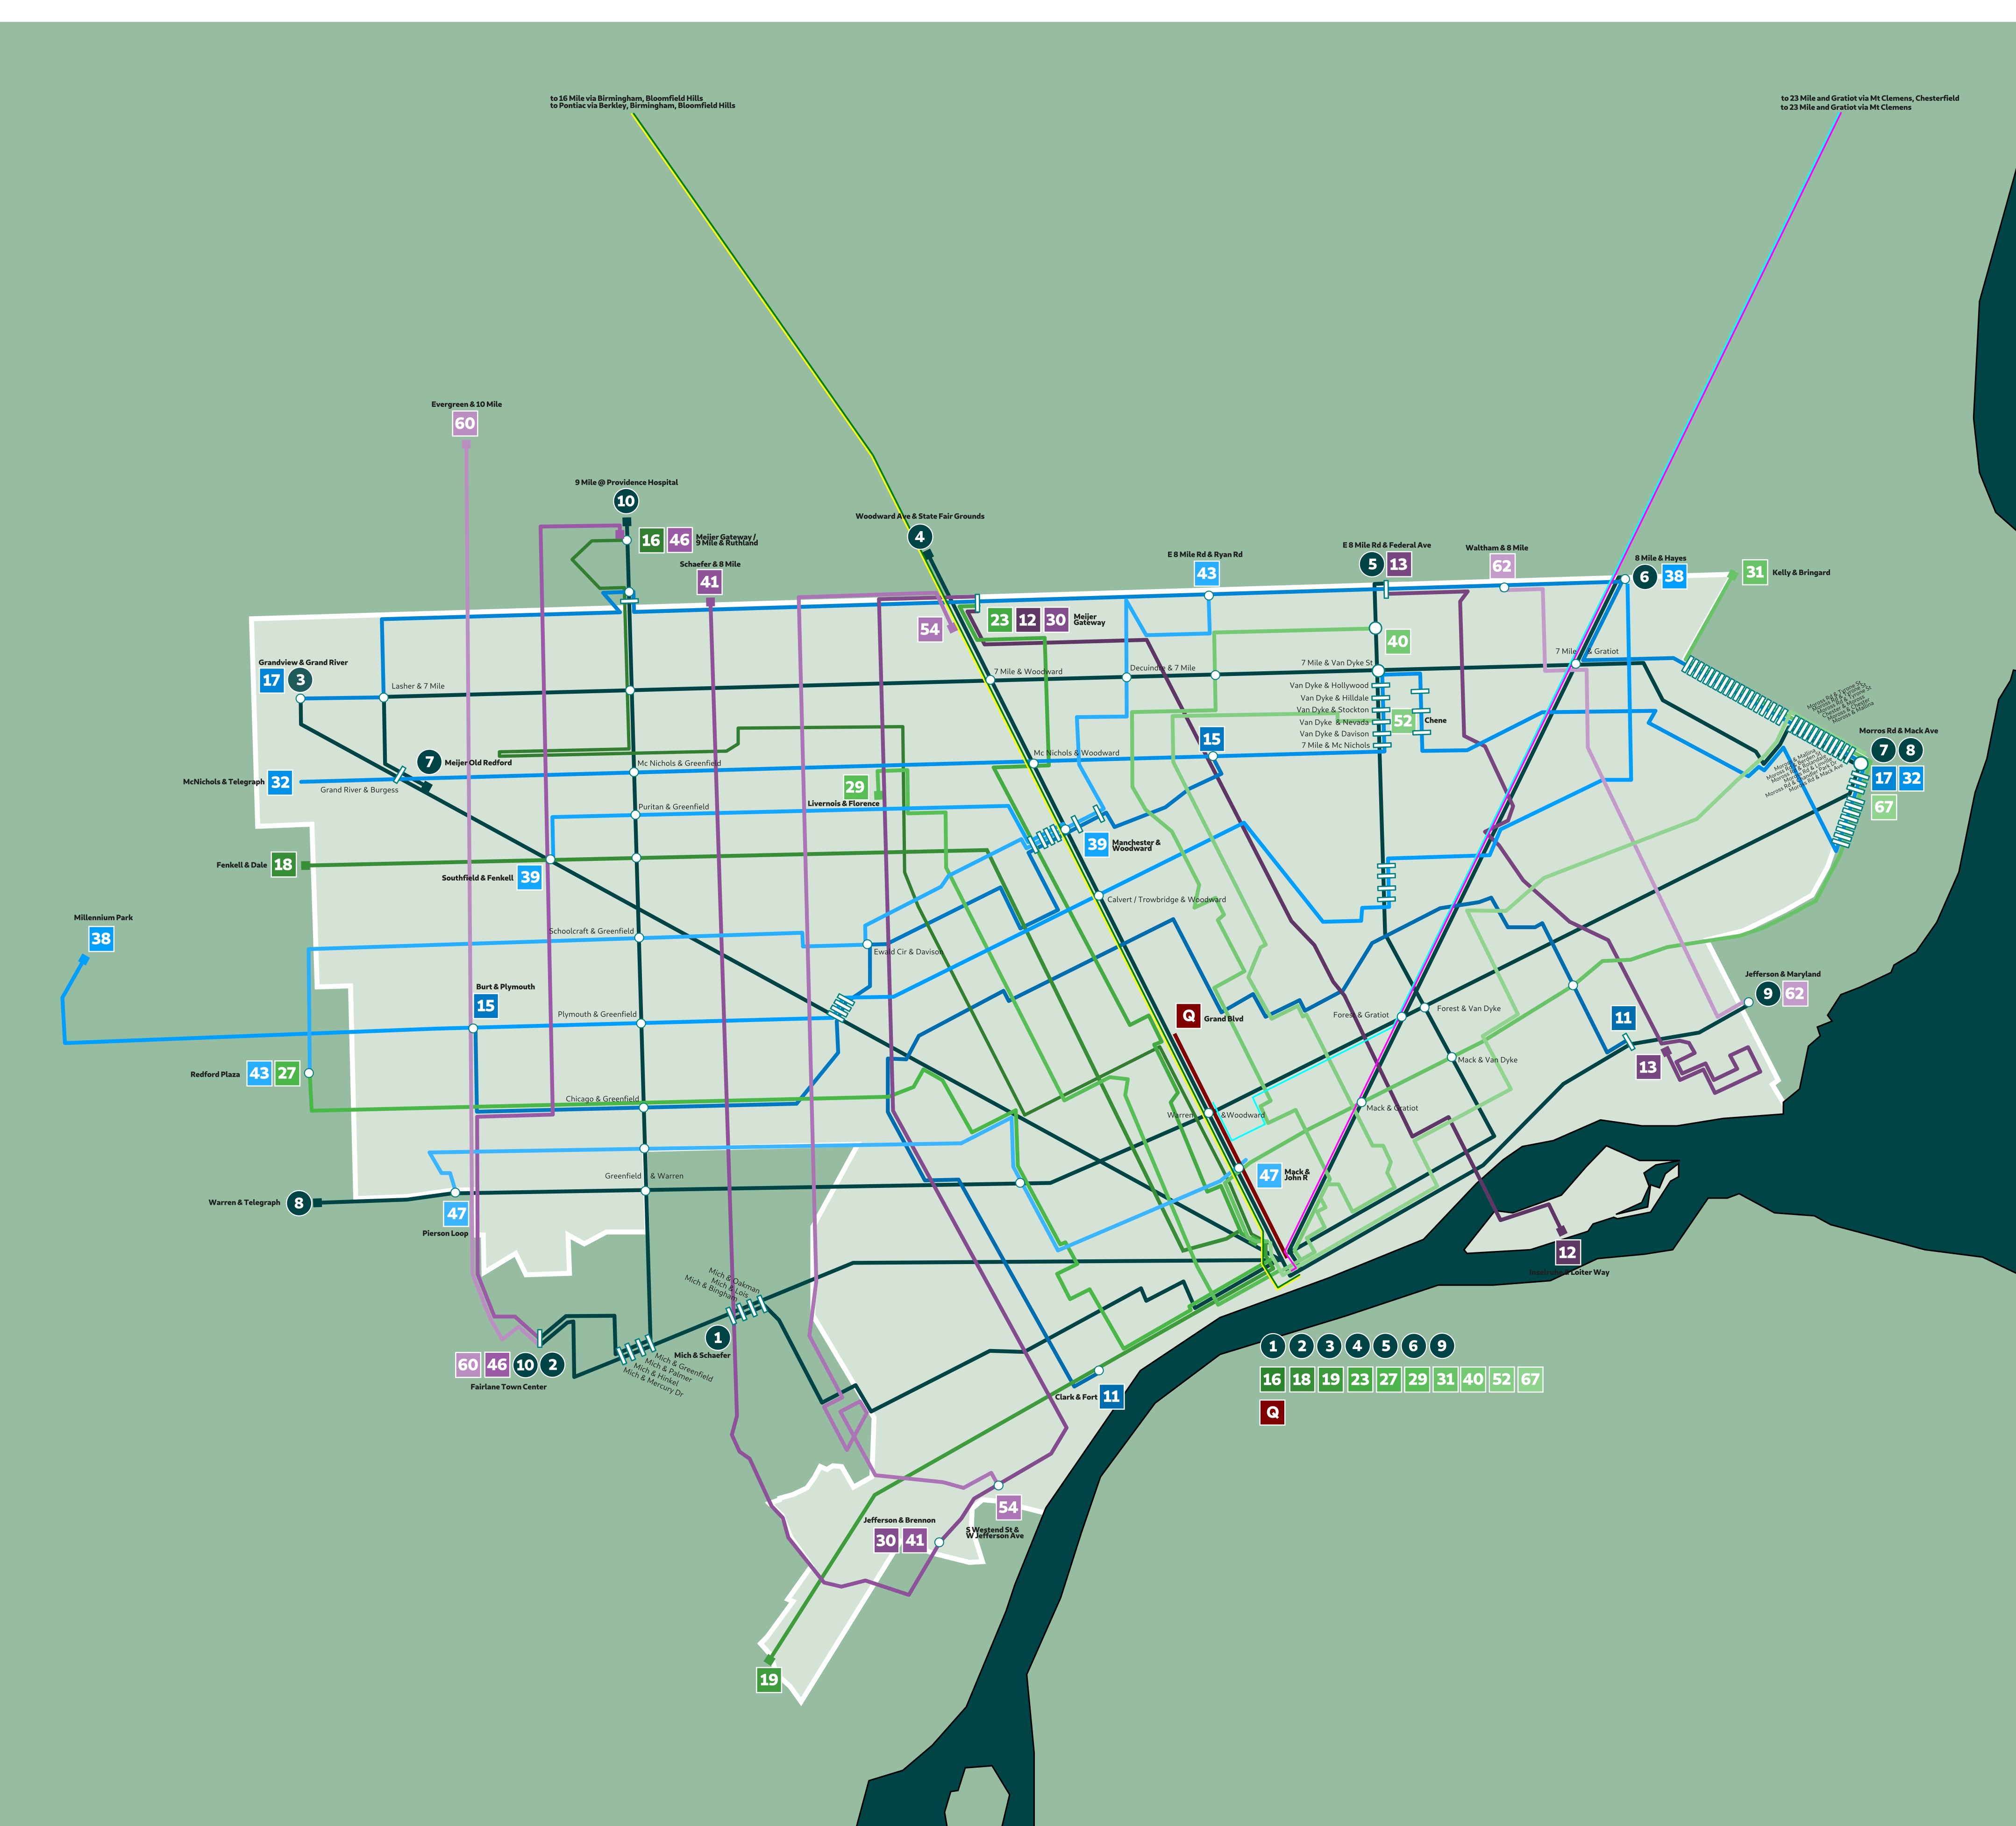 to 16 Mile via Birmingham, Bloomfield Hills
to Pontiac via Berkley, Birmingham, Bloomfield Hills
to 23 Mile and Gratiot via Mt Clemens, Chesterfield
to 23 Mile and Gratiot via Mt Clemens
Evergreen & 10 Mile
60
9 Mile @ Providence Hospital
10
16 46 Meijer Gateway /
9 Mile & Ruthland
Schaefer & 8 Mile
41
Woodward Ave & State Fair Grounds
4
E 8 Mile Rd & Ryan Rd
43
E 8 Mile Rd & Federal Ave
5 13
Waltham & 8 Mile
62
8 Mile & Hayes
6 38
31 Kelly & Bringard
54
23 12 30 Meijer
Gateway
40
Grandview & Grand River
17 3
Lasher & 7 Mile
7 Mile & Woodward
Decuindre & 7 Mile
7 Mile & Van Dyke St
7 Mile & Gratiot
Van Dyke & Hollywood
Van Dyke & Hilldale
Van Dyke & Stockton
Van Dyke & Nevada
Van Dyke & Davison
7 Mile & Mc Nichols
52
Chene
15
Morros Rd & Mack Ave
7 8
17 32
67
7 Meijer Old Redford
McNichols & Telegraph 32
Grand River & Burgess
Mc Nichols & Greenfield
Mc Nichols & Woodward
29
Livernois & Florence
Puritan & Greenfield
39 Manchester &
Woodward
Fenkell & Dale 18
Southfield & Fenkell 39
Calvert / Trowbridge & Woodward
Millennium Park
38
Schoolcraft & Greenfield
Ewald Cir & Davison
Burt & Plymouth
15
Plymouth & Greenfield
Q Grand Blvd
Forest & Gratiot
Forest & Van Dyke
Jefferson & Maryland
9 62
11
Mack & Van Dyke
13
Redford Plaza 43 27
Chicago & Greenfield
Warren & Woodward
Mack & Gratiot
47 Mack &
John R
Greenfield & Warren
Warren & Telegraph 8
47
Pierson Loop
12
Mich & Oakman
Mich & Lois
Mich & Bingham
1
Mich & Schaefer
60 46 10 2
Fairlane Town Center
Mich & Greenfield
Mich & Palmer
Mich & Hinkel
Mich & Mercury Dr
Clark & Fort 11
1 2 3 4 5 6 9
16 18 19 23 27 29 31 40 52 67
Q
54
S Westend St &
W Jefferson Ave
Jefferson & Brennon
30 41
19